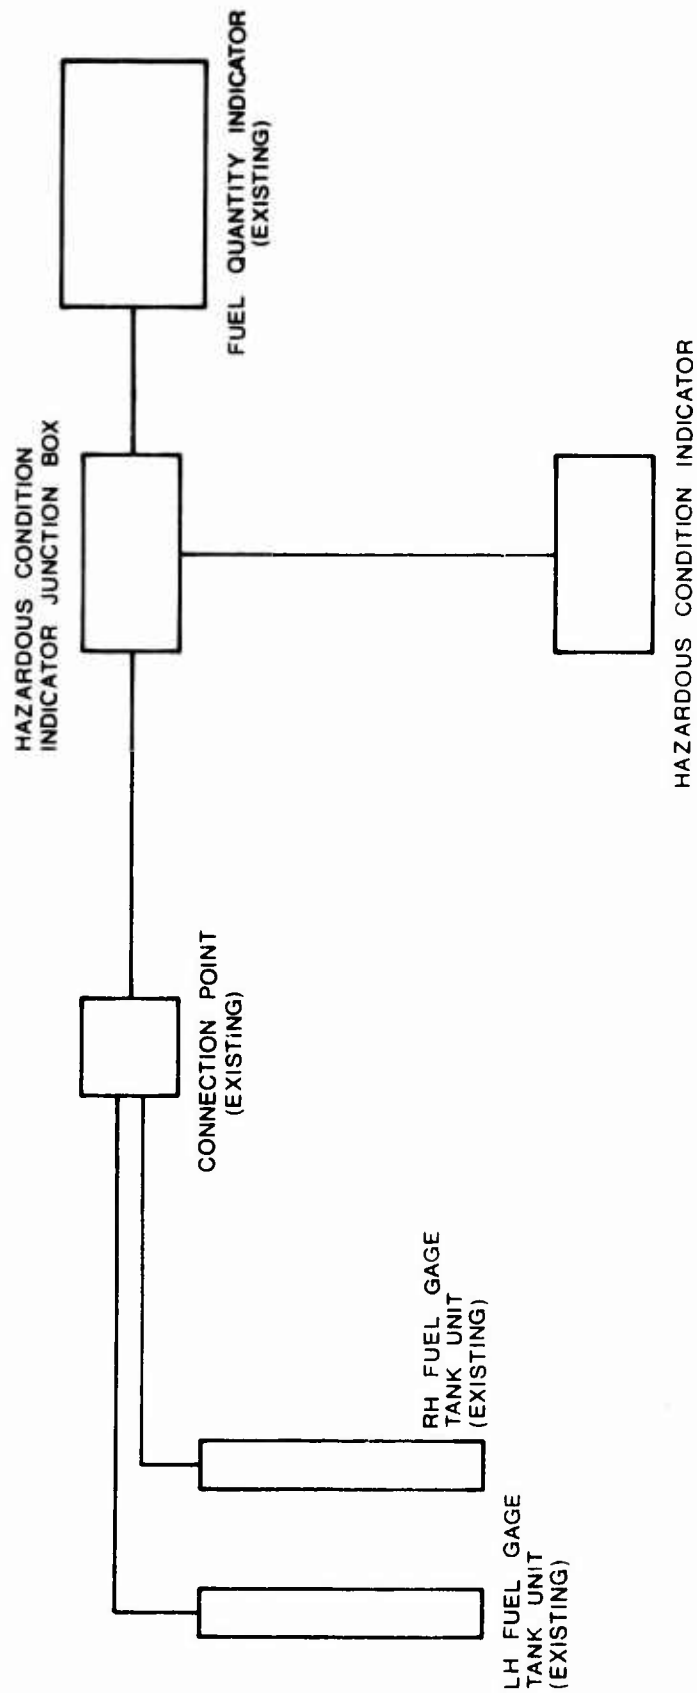 HAZARDOUS CONDITION
INDICATOR JUNCTION BOX
FUEL QUANTITY INDICATOR
(EXISTING)
CONNECTION POINT
(EXISTING)
RH FUEL GAGE
TANK UNIT
(EXISTING)
LH FUEL GAGE
TANK UNIT
(EXISTING)
HAZARDOUS CONDITION INDICATOR